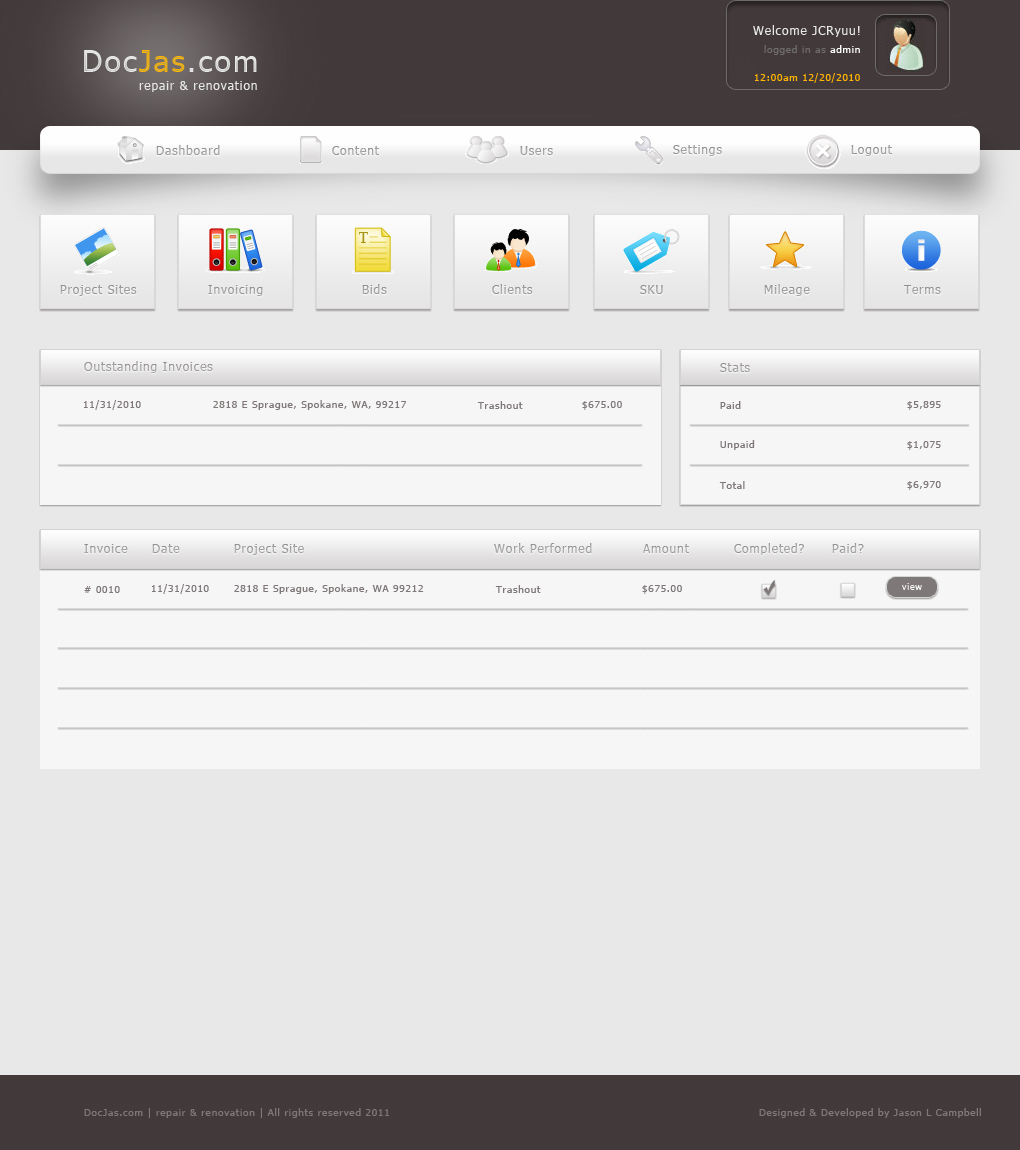 DocJas.com
repair & renovation
Welcome JCRyuu!
logged in as admin
12:00am 12/20/2010
Dashboard Content Users Settings Logout
T
Project Sites Invoicing Bids Clients SKU Mileage Terms
Outstanding Invoices
11/31/2010 2818 E Sprague, Spokane, WA, 99217 Trashout $675.00
Stats
Paid $5,895
Unpaid $1,075
Total $6,970
Invoice Date Project Site Work Performed Amount Completed? Paid?
# 0010 11/31/2010 2818 E Sprague, Spokane, WA 99212 Trashout $675.00 view
DocJas.com | repair & renovation | All rights reserved 2011
Designed & Developed by Jason L Campbell